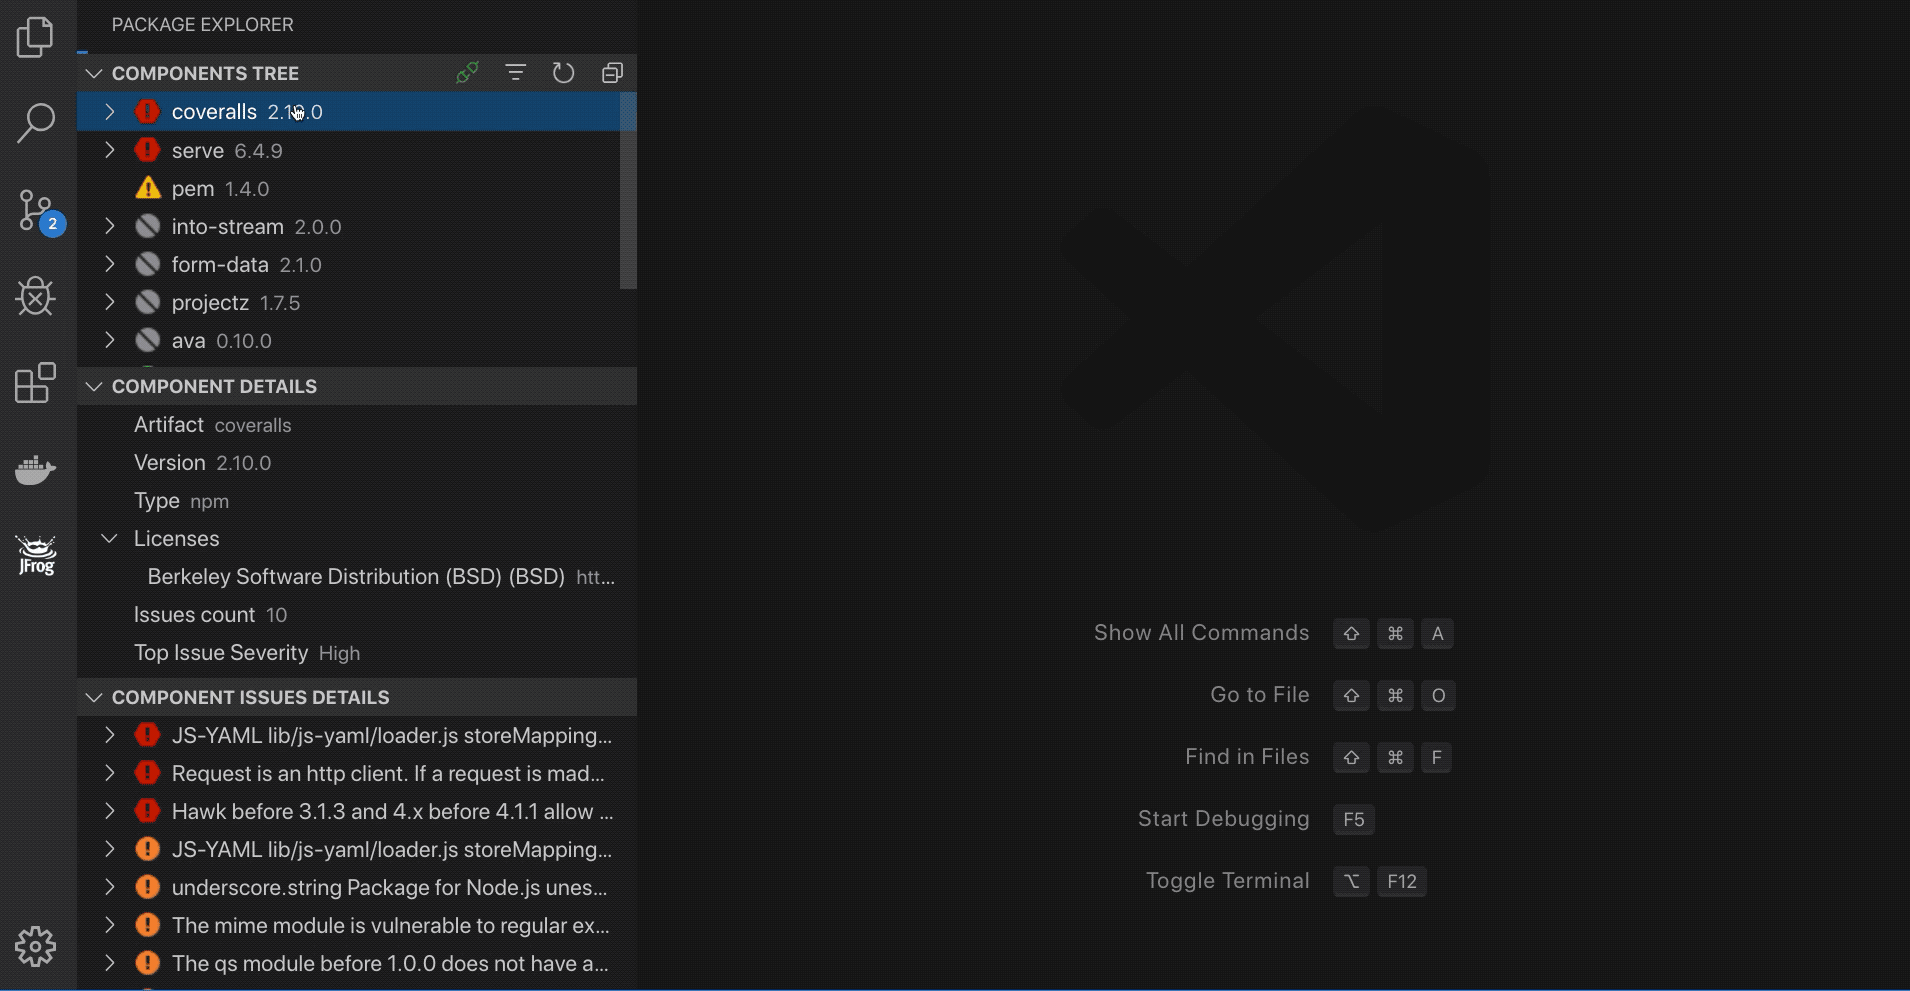 PACKAGE EXPLORER
COMPONENTS TREE
coveralls 2.10.0
serve 6.4.9
pem 1.4.0
into-stream 2.0.0
form-data 2.1.0
projectz 1.7.5
ava 0.10.0
2
COMPONENT DETAILS
Artifact coveralls
Version 2.10.0
Type npm
Licenses
Berkeley Software Distribution (BSD) (BSD) htt...
Issues count 10
Top Issue Severity High
JFrog
COMPONENT ISSUES DETAILS
JS-YAML lib/js-yaml/loader.js storeMapping...
Request is an http client. If a request is mad...
Hawk before 3.1.3 and 4.x before 4.1.1 allow ...
JS-YAML lib/js-yaml/loader.js storeMapping...
underscore.string Package for Node.js unes...
The mime module is vulnerable to regular ex...
The qs module before 1.0.0 does not have a...
Show All Commands ⇧ ⌘ A
Go to File ⇧ ⌘ O
Find in Files ⇧ ⌘ F
Start Debugging F5
Toggle Terminal ⌥ F12